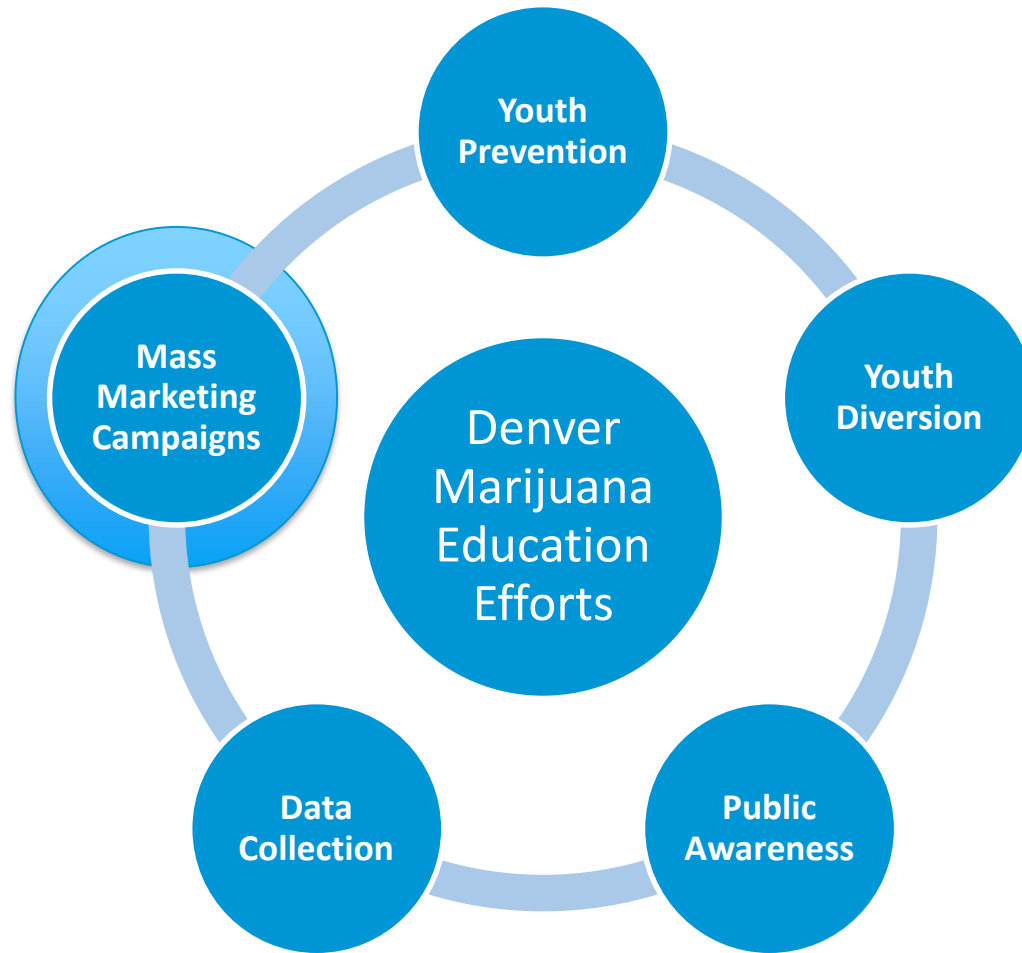 Youth
Prevention
Mass
Marketing
Campaigns
Youth
Diversion
Denver
Marijuana
Education
Efforts
Data
Collection
Public
Awareness